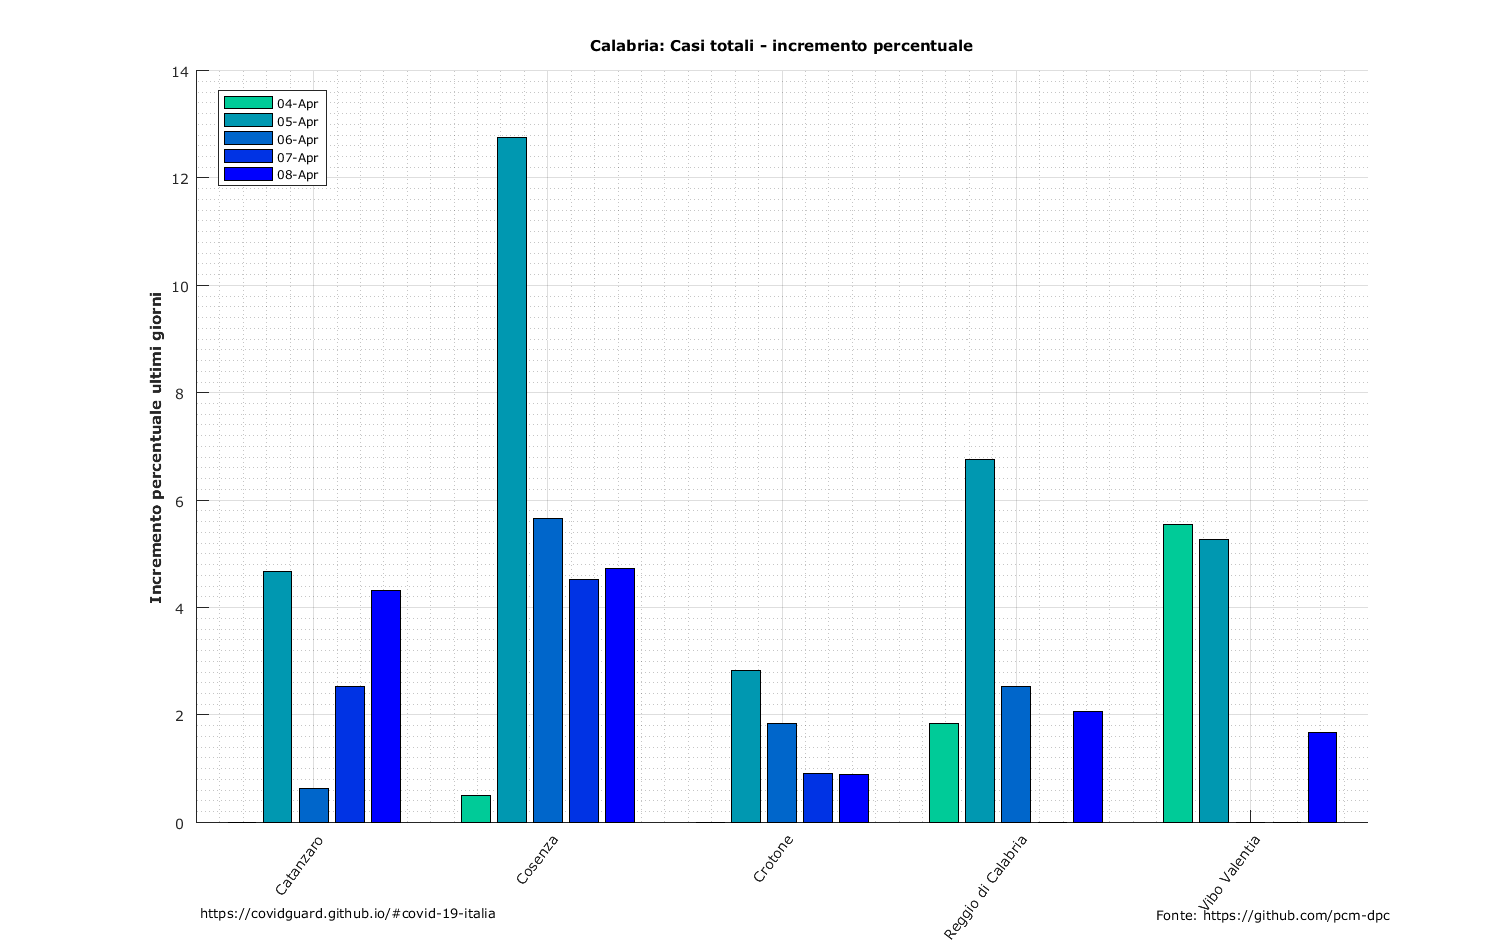 Calabria: Casi totali - incremento percentuale
Incremento percentuale ultimi giorni
14
12
10
8
6
4
2
0
04-Apr
05-Apr
06-Apr
07-Apr
08-Apr
Catanzaro
Cosenza
Crotone
Reggio di Calabria
Vibo Valentia
https://covidguard.github.io/#covid-19-italia
Fonte: https://github.com/pcm-dpc